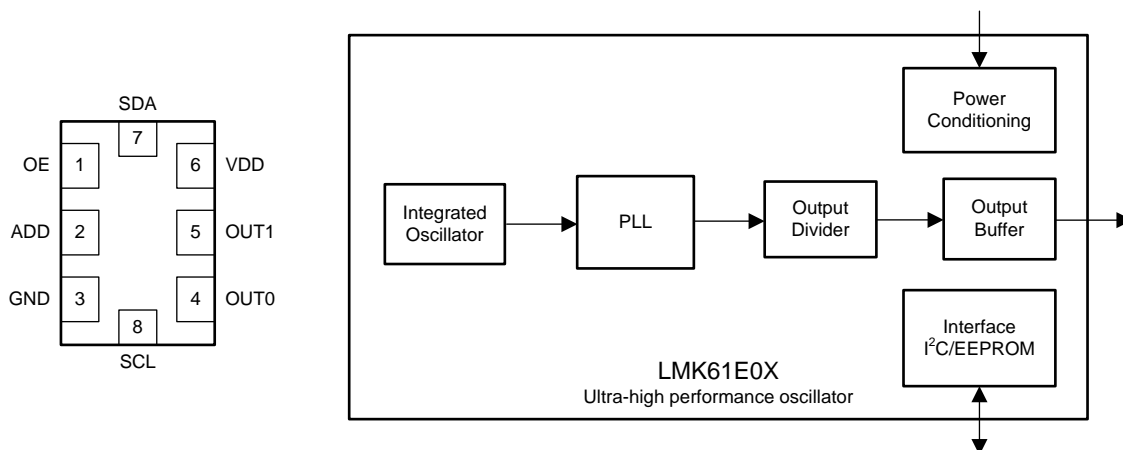 SDA
7
OE 1 6 VDD
ADD 2 5 OUT1
GND 3 4 OUT0
8
SCL
Power
Conditioning
Integrated
Oscillator
PLL
Output
Divider
Output
Buffer
Interface
I²C/EEPROM
LMK61E0X
Ultra-high performance oscillator